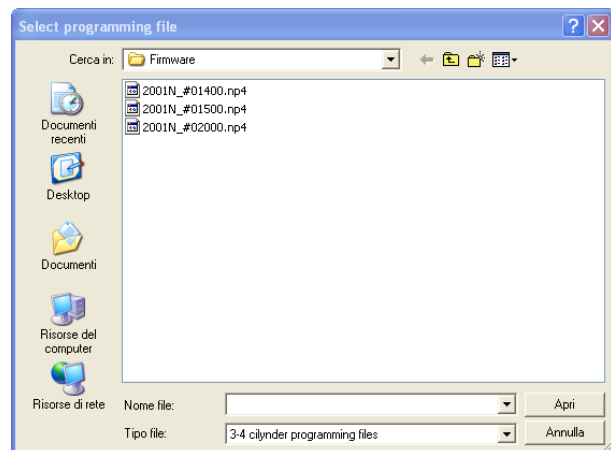 Select programming file
Cerca in:
Firmware
2001N_#01400.np4
2001N_#01500.np4
2001N_#02000.np4
Documenti
recenti
Desktop
Documenti
Risorse del
computer
Risorse di rete
Nome file:
Apri
Tipo file:
3-4 cilynder programming files
Annulla